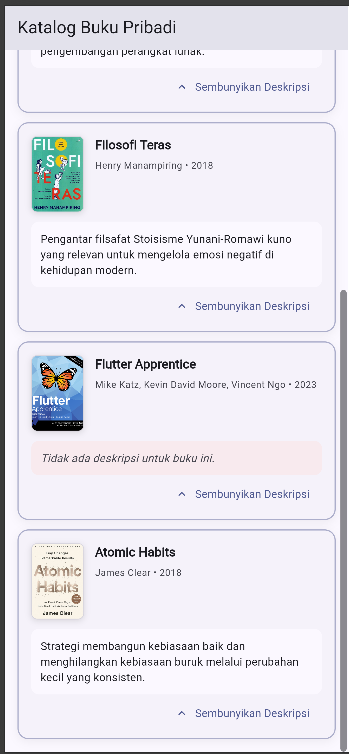 Katalog Buku Pribadi
pengembangan perangkat lunak.
Sembunyikan Deskripsi
FIL
SOFI
TE
RAS
HENRY MANAMPIRING
Filosofi Teras
Henry Manampiring • 2018
Pengantar filsafat Stoisisme Yunani-Romawi kuno
yang relevan untuk mengelola emosi negatif di
kehidupan modern.
Sembunyikan Deskripsi
Flutter
Apprentice
Flutter Apprentice
Mike Katz, Kevin David Moore, Vincent Ngo • 2023
Tidak ada deskripsi untuk buku ini.
Sembunyikan Deskripsi
Atomic
Habits
James Clear
Atomic Habits
James Clear • 2018
Strategi membangun kebiasaan baik dan
menghilangkan kebiasaan buruk melalui perubahan
kecil yang konsisten.
Sembunyikan Deskripsi